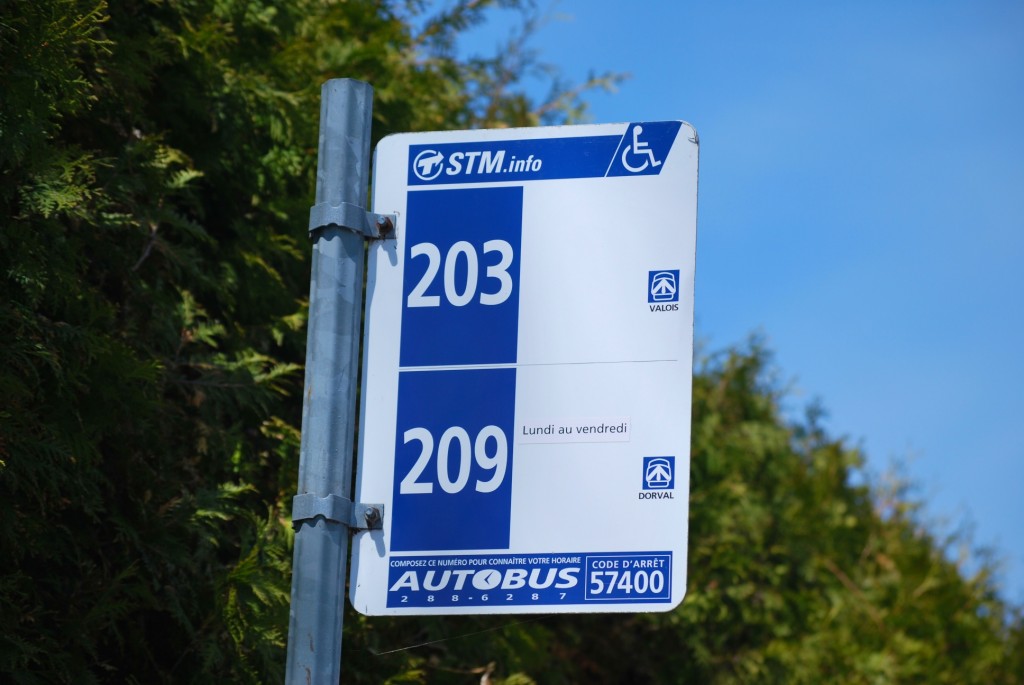 STM.info
203
VALOIS
209
Lundi au vendredi
DORVAL
COMPOSEZ CE NUMÉRO POUR CONNAÎTRE VOTRE HORAIRE
AUTOBUS
288-6287
CODE D'ARRÊT
57400